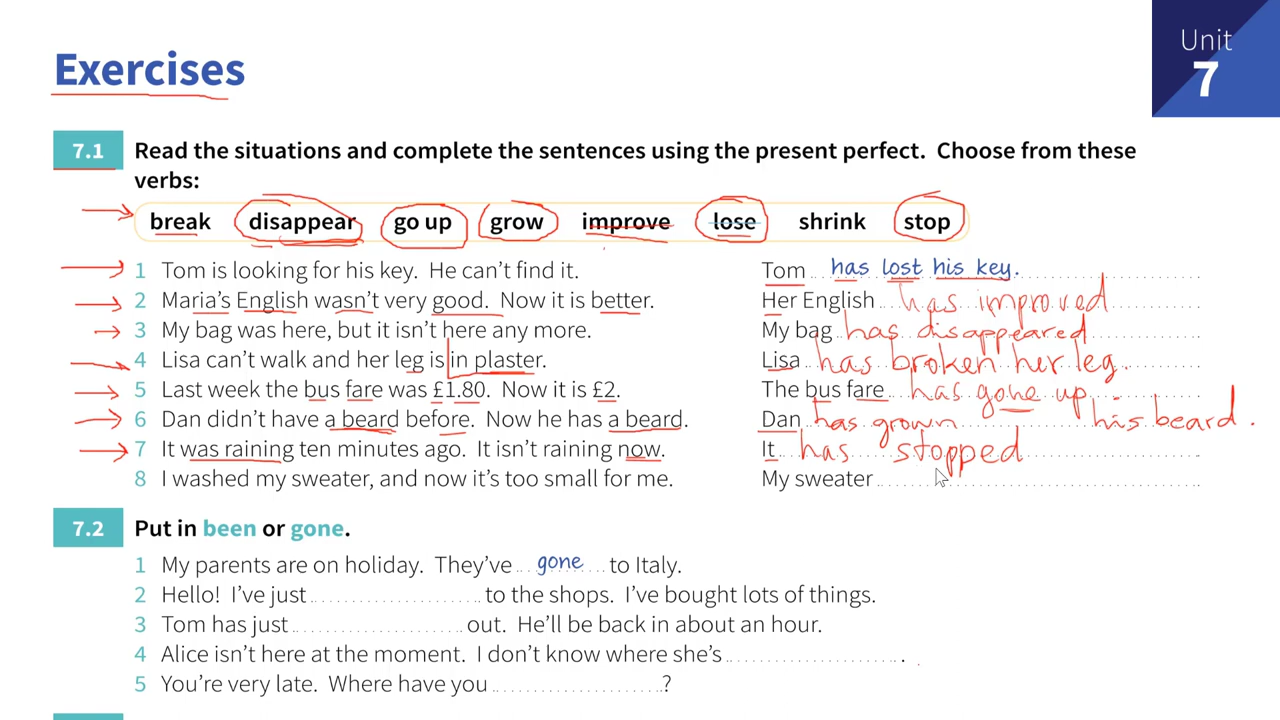 Exercises
Unit
7
7.1 Read the situations and complete the sentences using the present perfect. Choose from these
verbs:
break disappear go up grow improve lose shrink stop
1 Tom is looking for his key. He can't find it. Tom has lost his key.
2 Maria's English wasn't very good. Now it is better. Her English has improved
3 My bag was here, but it isn't here any more. My bag has disappeared
4 Lisa can't walk and her leg is in plaster. Lisa has broken her leg.
5 Last week the bus fare was £1.80. Now it is £2. The bus fare has gone up.
6 Dan didn't have a beard before. Now he has a beard. Dan has grown his beard.
7 It was raining ten minutes ago. It isn't raining now. It has stopped
8 I washed my sweater, and now it's too small for me. My sweater
7.2 Put in been or gone.
1 My parents are on holiday. They've gone to Italy.
2 Hello! I've just to the shops. I've bought lots of things.
3 Tom has just out. He'll be back in about an hour.
4 Alice isn't here at the moment. I don't know where she's .
5 You're very late. Where have you ?